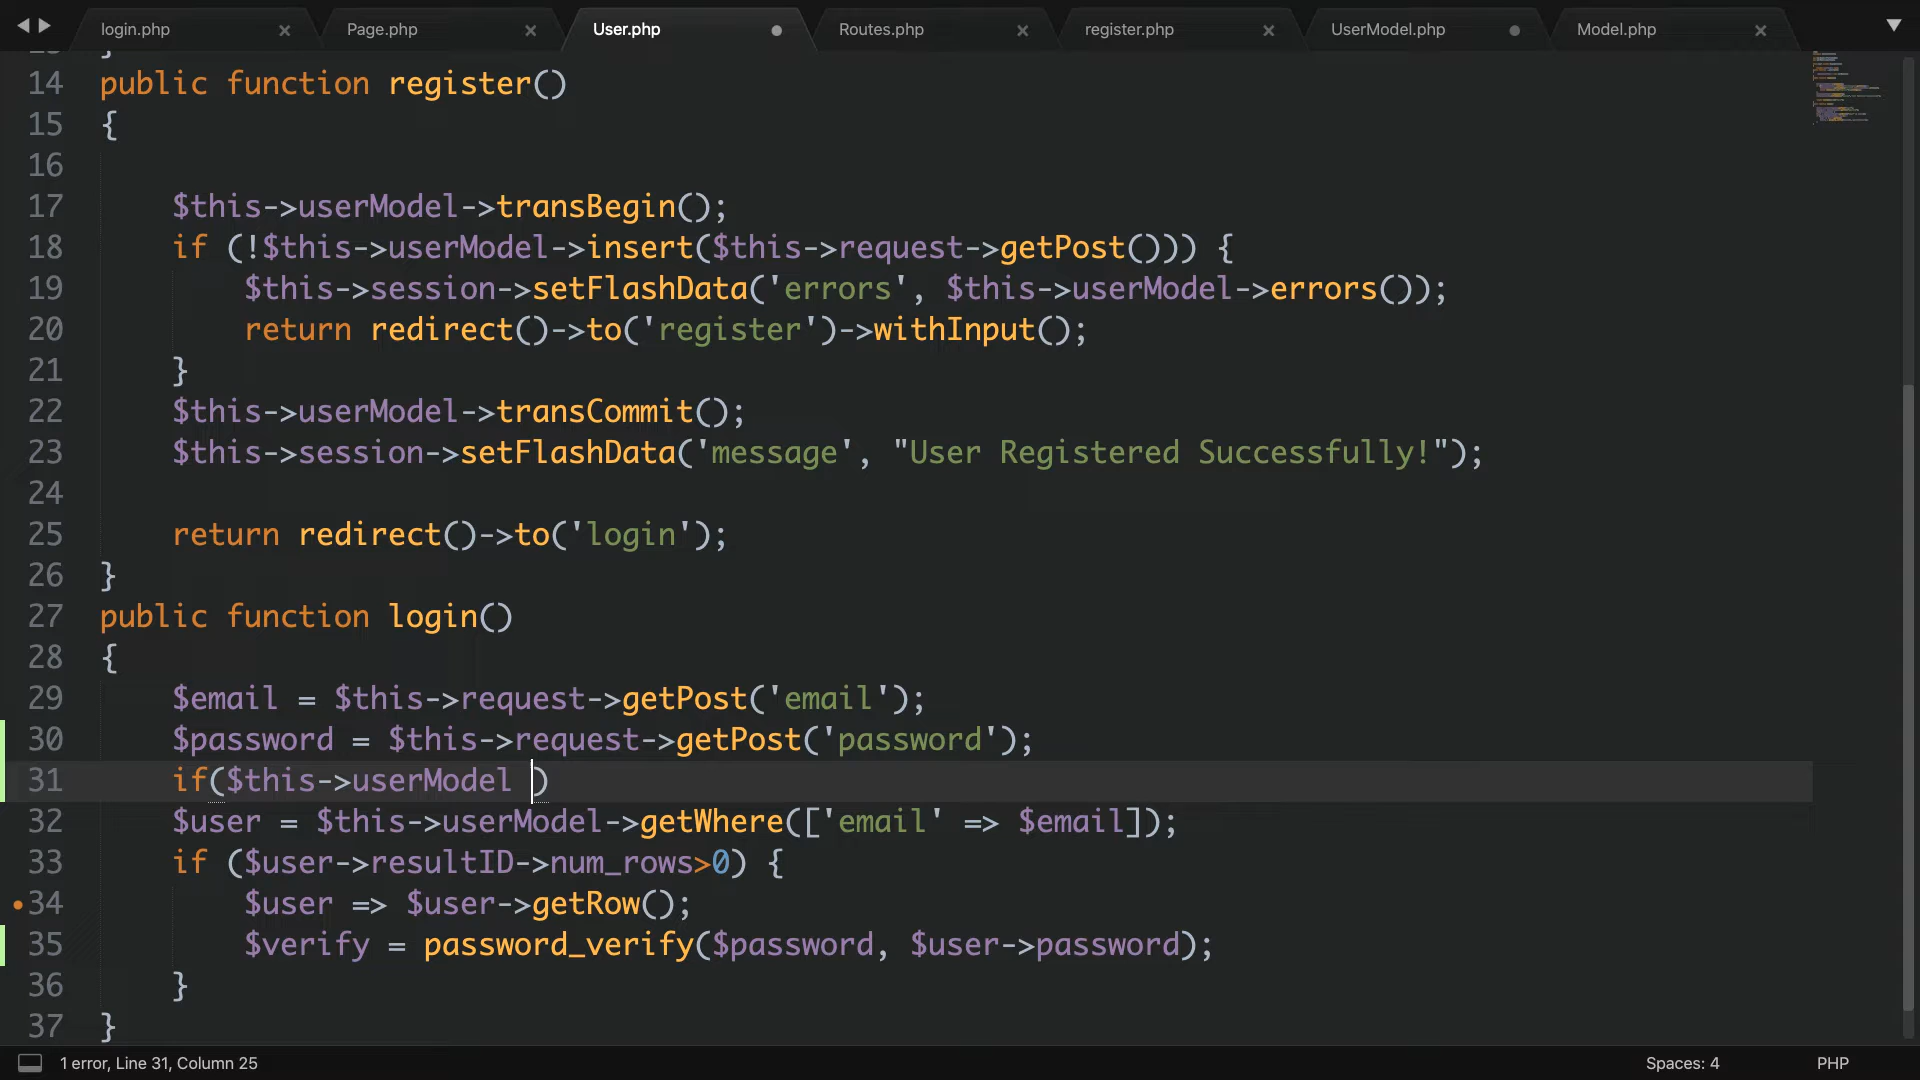 login.php
Page.php
User.php
Routes.php
register.php
UserModel.php
Model.php
14 public function register()
15 {
16
17 $this->userModel->transBegin();
18 if (!$this->userModel->insert($this->request->getPost())) {
19 $this->session->setFlashData('errors', $this->userModel->errors());
20 return redirect()->to('register')->withInput();
21 }
22 $this->userModel->transCommit();
23 $this->session->setFlashData('message', "User Registered Successfully!");
24
25 return redirect()->to('login');
26 }
27 public function login()
28 {
29 $email = $this->request->getPost('email');
30 $password = $this->request->getPost('password');
31 if($this->userModel )
32 $user = $this->userModel->getWhere(['email' => $email]);
33 if ($user->resultID->num_rows>0) {
34 $user => $user->getRow();
35 $verify = password_verify($password, $user->password);
36 }
37 }
1 error, Line 31, Column 25
Spaces: 4
PHP